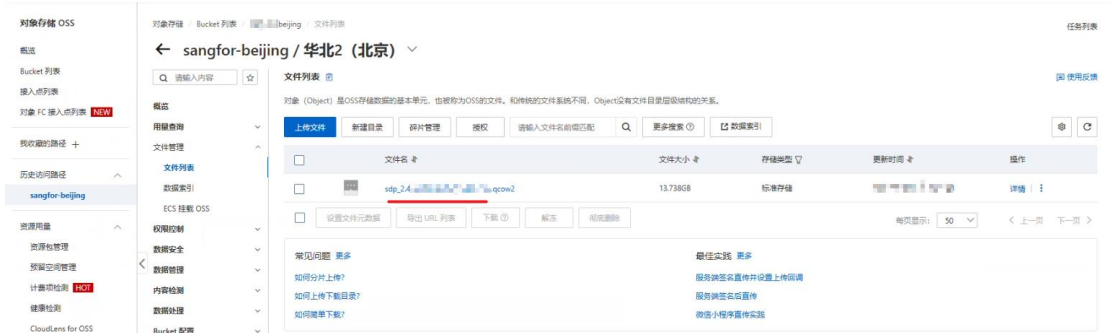 对象存储 OSS
概览
Bucket 列表
接入点列表
对象 FC 接入点列表 NEW
我收藏的路径 +
历史访问路径
sangfor-beijing
资源用量
资源包管理
预留空间管理
计量项检测 HOT
健康检测
CloudLens for OSS
对象存储 / Bucket 列表 / beijing / 文件列表
任务列表
← sangfor-beijing / 华北2（北京）
请输入内容
概览
用量查询
文件管理
文件列表
数据索引
ECS 挂载 OSS
权限控制
数据安全
数据管理
内容检测
数据处理
Bucket 配置
文件列表
使用反馈
对象（Object）是OSS存储数据的基本单元，也被称为OSS的文件。和传统的文件系统不同，Object没有文件目录层级结构的关系。
上传文件 新建目录 碎片管理 授权 请输入文件名前缀匹配 更多搜索 数据索引
文件名 文件大小 存储类型 更新时间 操作
sdp_2.4 .qcow2 13.738GB 标准存储 详情
设置文件元数据 导出 URL 列表 下载 解冻 彻底删除
每页显示： 50 < 上一页 下一页 >
常见问题 更多
如何分片上传?
如何上传下载目录?
如何简单下载?
最佳实践 更多
服务端签名直传并设置上传回调
服务端签名后直传
微信小程序直传实践